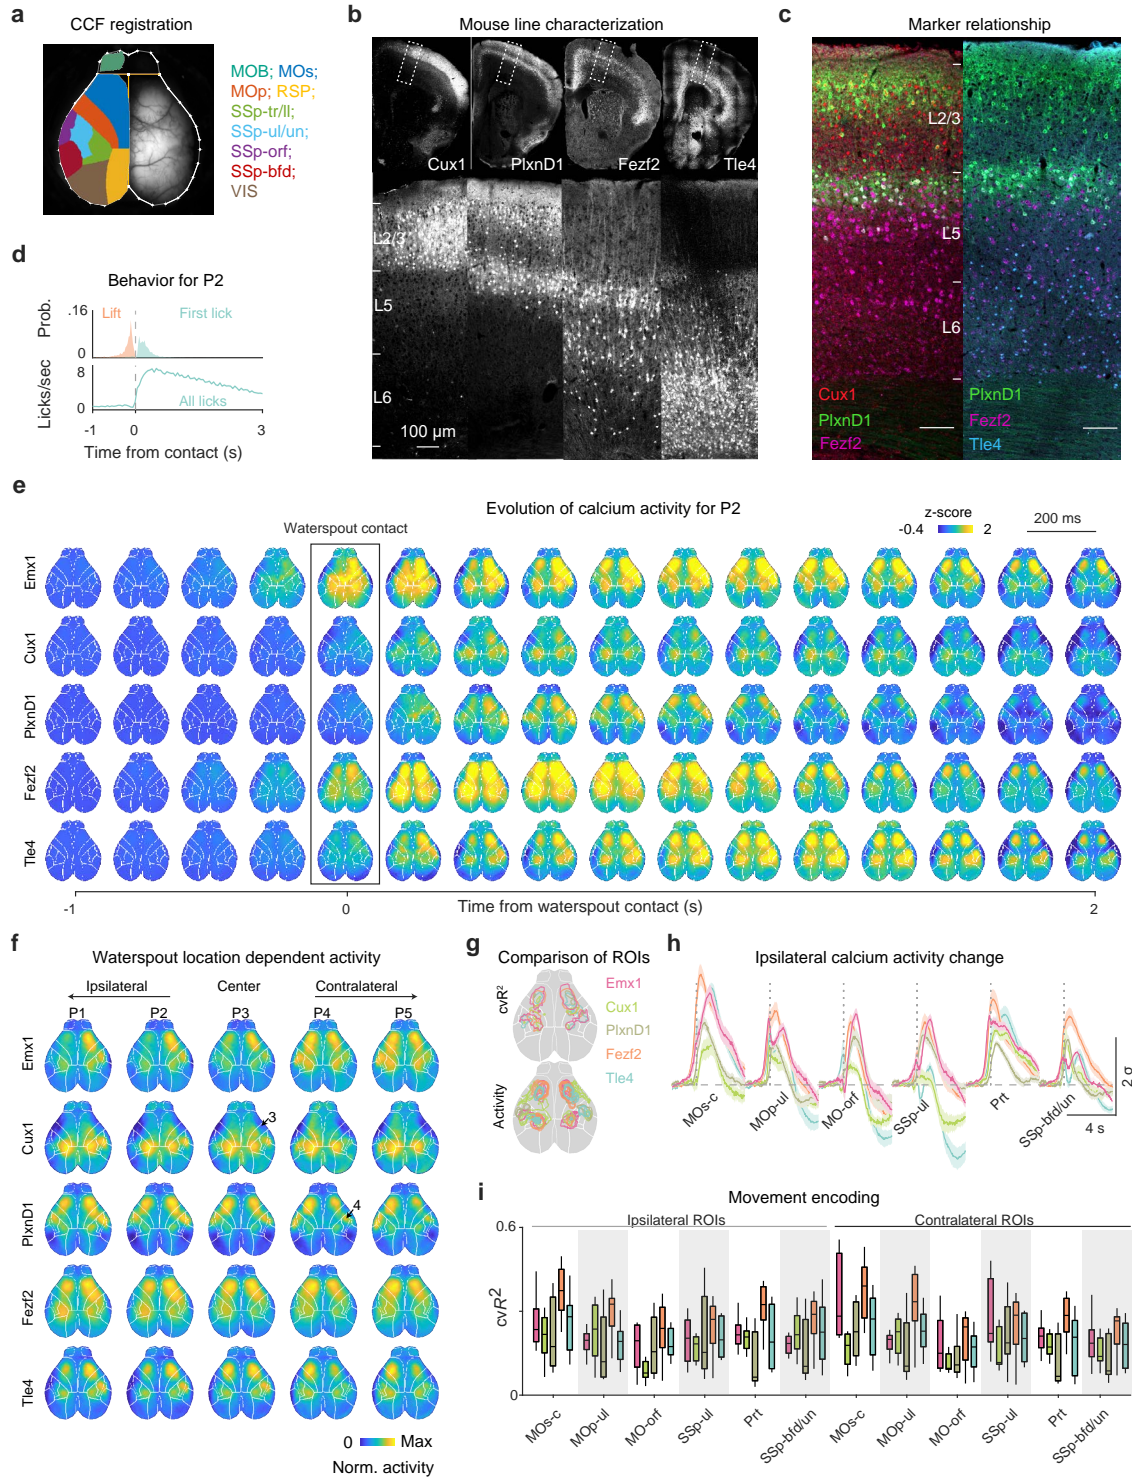 a
CCF registration
MOB; MOs;
MOp; RSP;
SSp-tr/ll;
SSp-ul/un;
SSp-orf;
SSp-bfd;
VIS
b
Mouse line characterization
Cux1
PlxnD1
Fezf2
Tle4
L2/3
L5
L6
100 µm
c
Marker relationship
L2/3
L5
L6
Cux1
PlxnD1
Fezf2
PlxnD1
Fezf2
Tle4
d
Behavior for P2
Prob.
.16
0
Lift
First lick
Licks/sec
8
0
All licks
-1
0
3
Time from contact (s)
e
Evolution of calcium activity for P2
Waterspout contact
z-score
-0.4
2
200 ms
Emx1
Cux1
PlxnD1
Fezf2
Tle4
-1
0
2
Time from waterspout contact (s)
f
Waterspout location dependent activity
Ipsilateral
Center
Contralateral
P1
P2
P3
P4
P5
Emx1
Cux1
3
PlxnD1
4
Fezf2
Tle4
0
Max
Norm. activity
g
Comparison of ROIs
cvR²
Activity
Emx1
Cux1
PlxnD1
Fezf2
Tle4
h
Ipsilateral calcium activity change
MOs-c
MOp-ul
MO-orf
SSp-ul
Prt
SSp-bfd/un
2 σ
4 s
i
Movement encoding
Ipsilateral ROIs
Contralateral ROIs
cvR²
0.6
0
MOs-c
MOp-ul
MO-orf
SSp-ul
Prt
SSp-bfd/un
MOs-c
MOp-ul
MO-orf
SSp-ul
Prt
SSp-bfd/un